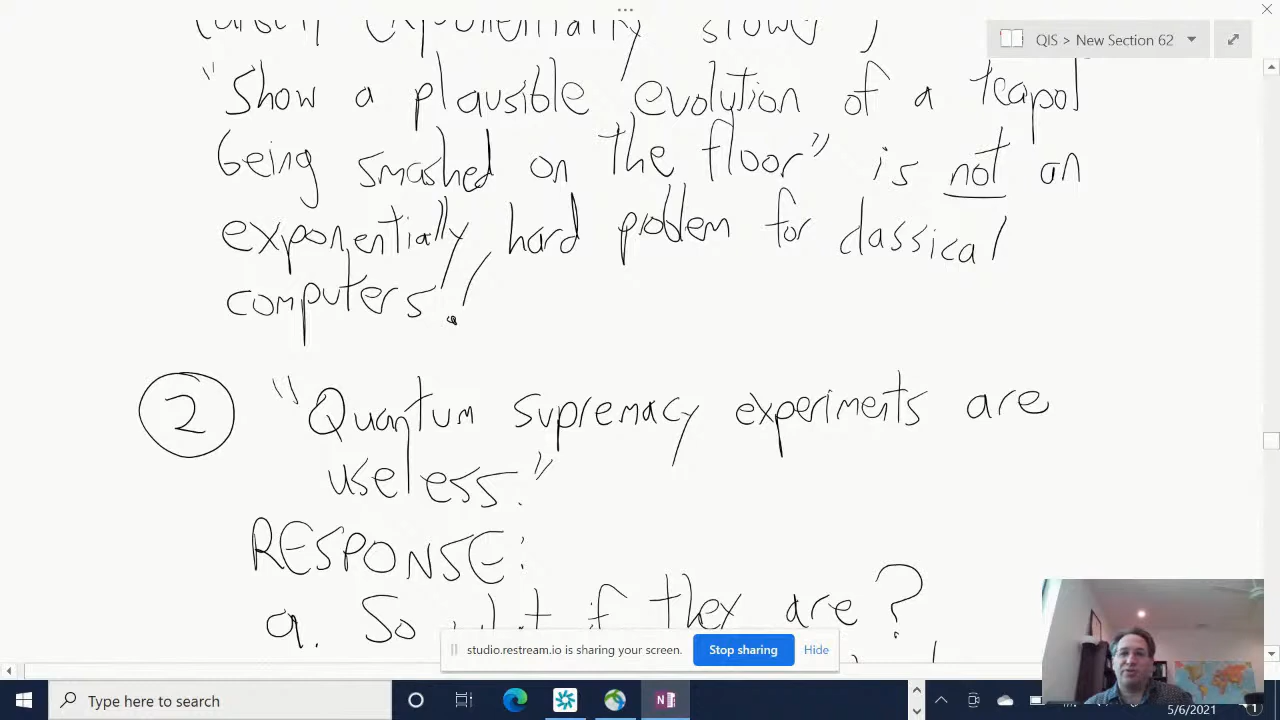 exponentially slower)
QIS > New Section 62
"Show a plausible evolution of a teapot
being smashed on the floor" is not an
exponentially hard problem for classical
computers!
2 "Quantum supremacy experiments are
useless."
RESPONSE:
a. So what if they are?
studio.restream.io is sharing your screen. Stop sharing Hide
Type here to search
5/6/2021